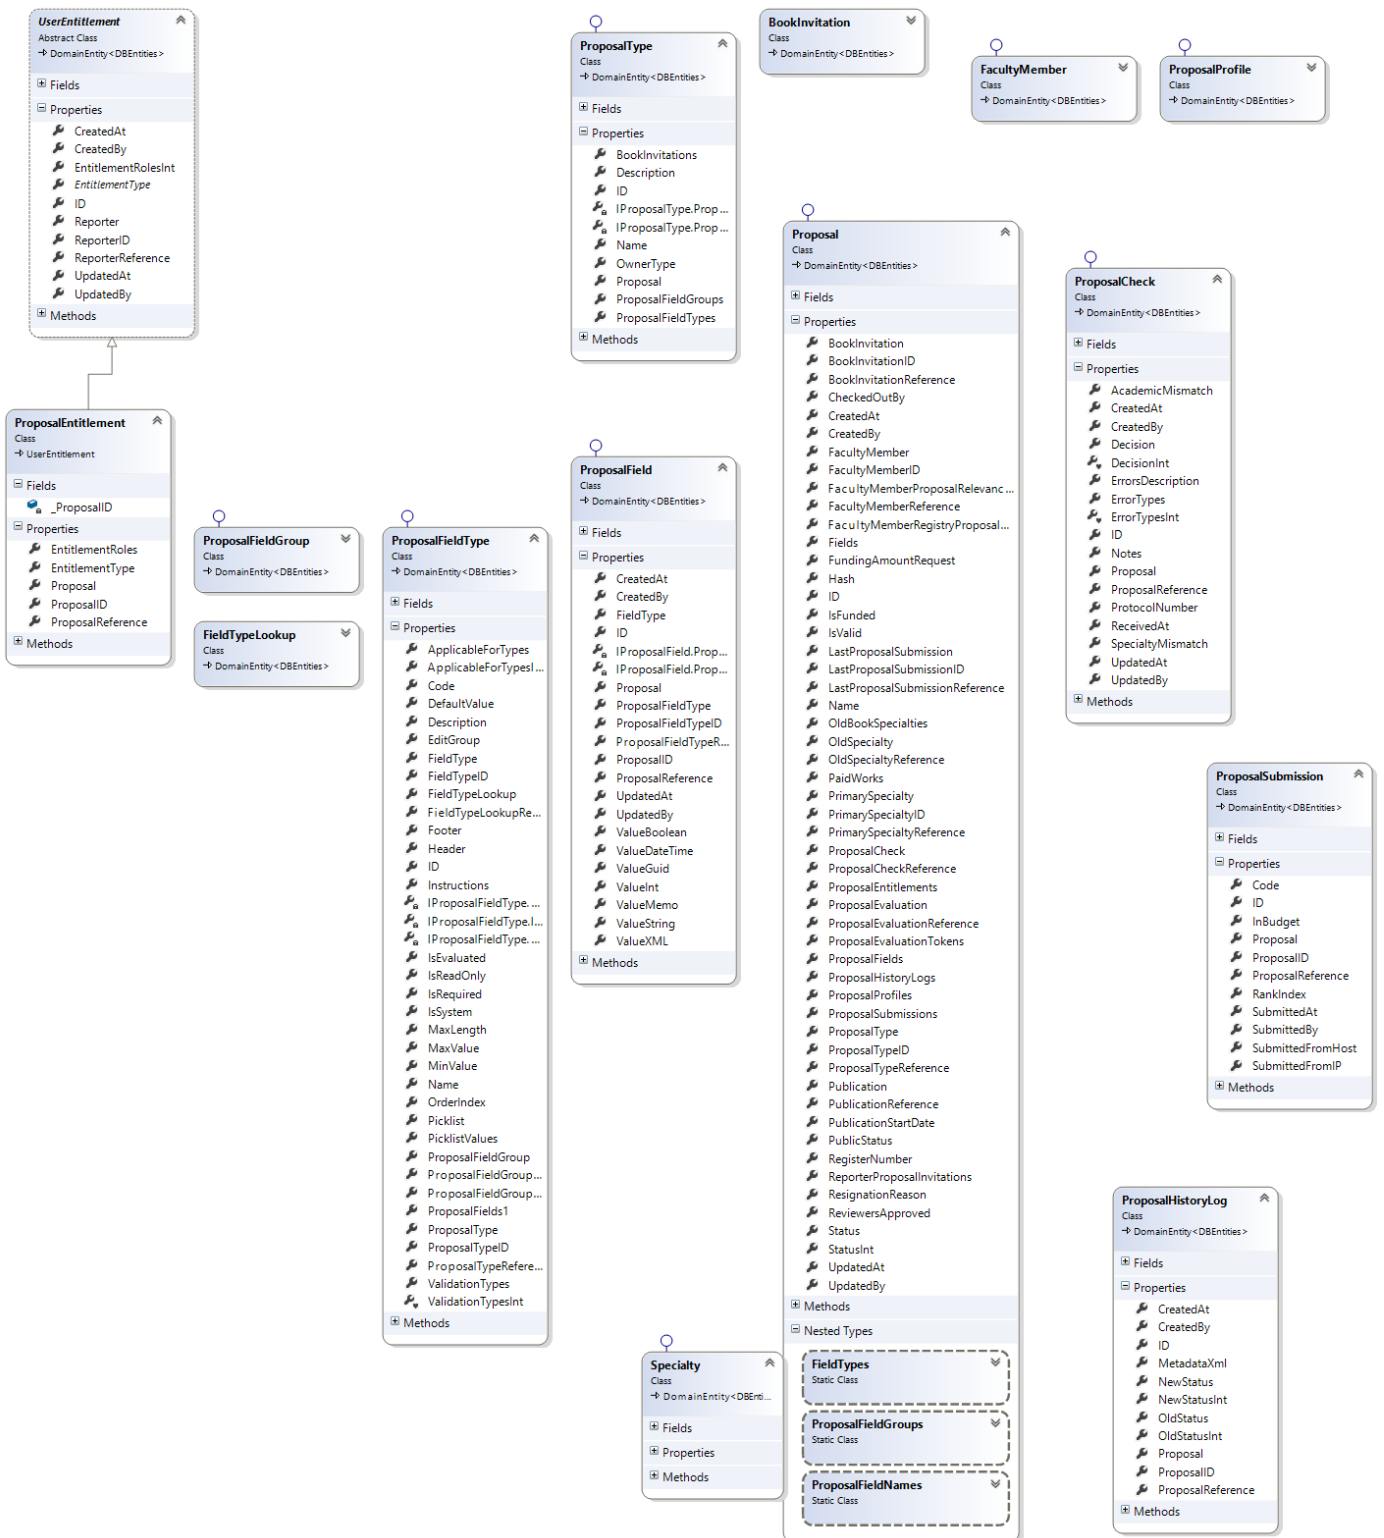 UserEntitlement
Abstract Class
DomainEntity<DBEntities>
Fields
Properties
CreatedAt
CreatedBy
EntitlementRolesInt
EntitlementType
ID
Reporter
ReporterID
ReporterReference
UpdatedAt
UpdatedBy
Methods
ProposalEntitlement
Class
UserEntitlement
Fields
_ProposalID
Properties
EntitlementRoles
EntitlementType
Proposal
ProposalID
ProposalReference
Methods
ProposalFieldGroup
Class
DomainEntity<DBEntities>
FieldTypeLookup
Class
DomainEntity<DBEntities>
ProposalFieldType
Class
DomainEntity<DBEntities>
Fields
Properties
ApplicableForTypes
ApplicableForTypesI...
Code
DefaultValue
Description
EditGroup
FieldType
FieldTypeID
FieldTypeLookup
FieldTypeLookupRe...
Footer
Header
ID
Instructions
IProposalFieldType....
IProposalFieldType.I...
IProposalFieldType....
IsEvaluated
IsReadOnly
IsRequired
IsSystem
MaxLength
MaxValue
MinValue
Name
OrderIndex
Picklist
PicklistValues
ProposalFieldGroup
ProposalFieldGroup...
ProposalFieldGroup...
ProposalFields1
ProposalType
ProposalTypeID
ProposalTypeRefere...
ValidationTypes
ValidationTypesInt
Methods
ProposalType
Class
DomainEntity<DBEntities>
Fields
Properties
BookInvitations
Description
ID
IProposalType.Prop...
IProposalType.Prop...
Name
OwnerType
Proposal
ProposalFieldGroups
ProposalFieldTypes
Methods
ProposalField
Class
DomainEntity<DBEntities>
Fields
Properties
CreatedAt
CreatedBy
FieldType
ID
IProposalField.Prop...
IProposalField.Prop...
Proposal
ProposalFieldType
ProposalFieldTypeID
ProposalFieldTypeR...
ProposalID
ProposalReference
UpdatedAt
UpdatedBy
ValueBoolean
ValueDateTime
ValueGuid
ValueInt
ValueMemo
ValueString
ValueXML
Methods
Specialty
Class
DomainEntity<DBEnti...
Fields
Properties
Methods
BookInvitation
Class
DomainEntity<DBEntities>
FacultyMember
Class
DomainEntity<DBEntities>
ProposalProfile
Class
DomainEntity<DBEntities>
Proposal
Class
DomainEntity<DBEntities>
Fields
Properties
BookInvitation
BookInvitationID
BookInvitationReference
CheckedOutBy
CreatedAt
CreatedBy
FacultyMember
FacultyMemberID
FacultyMemberProposalRelevanc...
FacultyMemberReference
FacultyMemberRegistryProposal...
Fields
FundingAmountRequest
Hash
ID
IsFunded
IsValid
LastProposalSubmission
LastProposalSubmissionID
LastProposalSubmissionReference
Name
OldBookSpecialties
OldSpecialty
OldSpecialtyReference
PaidWorks
PrimarySpecialty
PrimarySpecialtyID
PrimarySpecialtyReference
ProposalCheck
ProposalCheckReference
ProposalEntitlements
ProposalEvaluation
ProposalEvaluationReference
ProposalEvaluationTokens
ProposalFields
ProposalHistoryLogs
ProposalProfiles
ProposalSubmissions
ProposalType
ProposalTypeID
ProposalTypeReference
Publication
PublicationReference
PublicationStartDate
PublicStatus
RegisterNumber
ReporterProposalInvitations
ResignationReason
ReviewersApproved
Status
StatusInt
UpdatedAt
UpdatedBy
Methods
Nested Types
FieldTypes
Static Class
ProposalFieldGroups
Static Class
ProposalFieldNames
Static Class
ProposalCheck
Class
DomainEntity<DBEntities>
Fields
Properties
AcademicMismatch
CreatedAt
CreatedBy
Decision
DecisionInt
ErrorsDescription
ErrorTypes
ErrorTypesInt
ID
Notes
Proposal
ProposalReference
ProtocolNumber
ReceivedAt
SpecialtyMismatch
UpdatedAt
UpdatedBy
Methods
ProposalSubmission
Class
DomainEntity<DBEntities>
Fields
Properties
Code
ID
InBudget
Proposal
ProposalID
ProposalReference
RankIndex
SubmittedAt
SubmittedBy
SubmittedFromHost
SubmittedFromIP
Methods
ProposalHistoryLog
Class
DomainEntity<DBEntities>
Fields
Properties
CreatedAt
CreatedBy
ID
MetadataXml
NewStatus
NewStatusInt
OldStatus
OldStatusInt
Proposal
ProposalID
ProposalReference
Methods